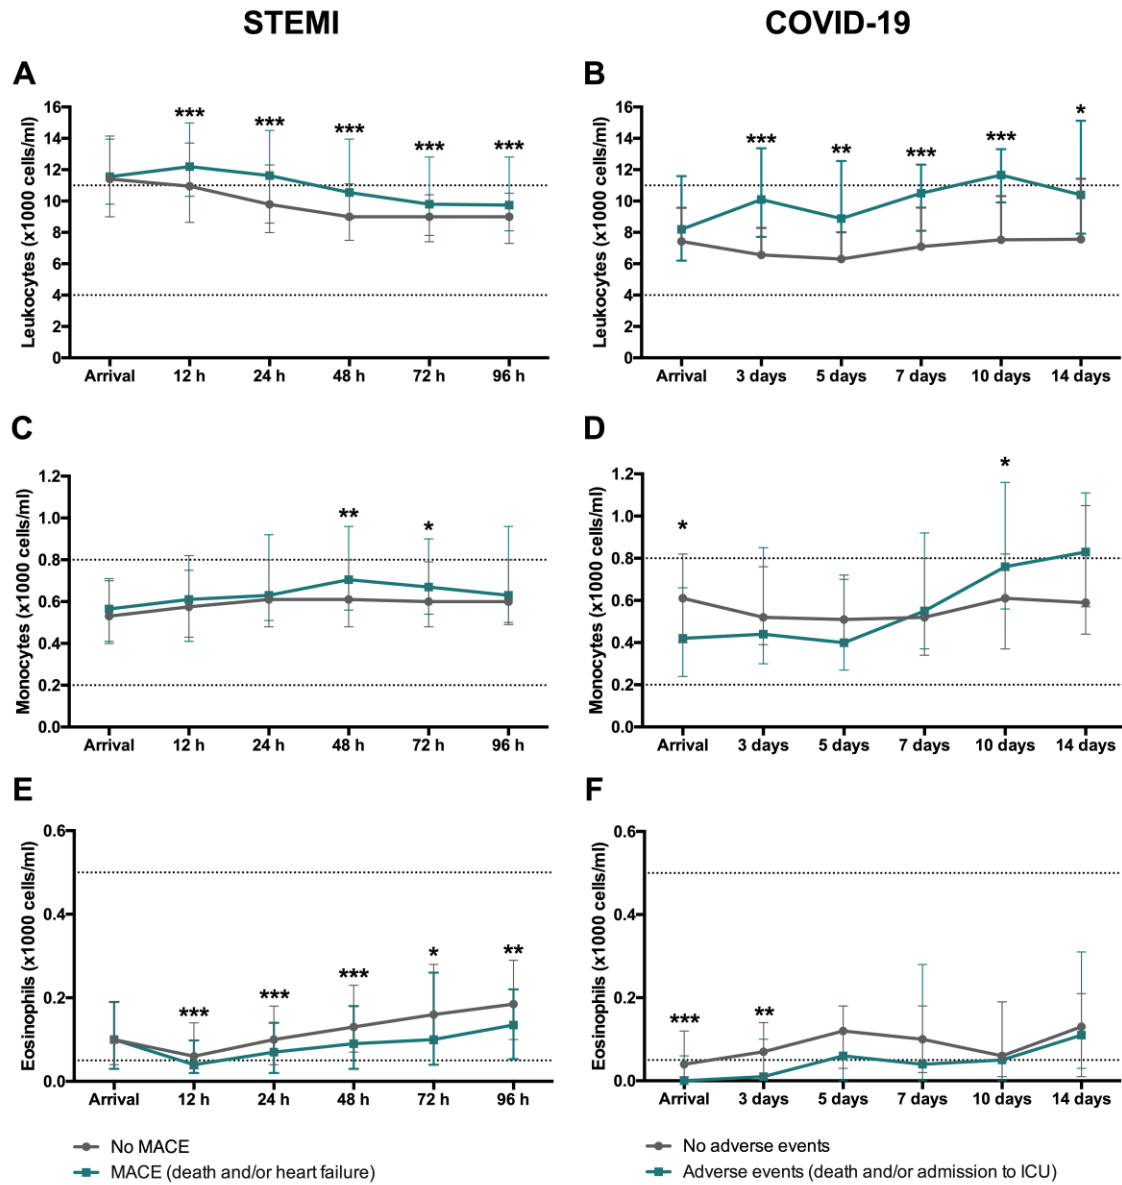 STEMI
COVID-19
A
Leukocytes (x1000 cells/ml)
16
14
12
10
8
6
4
2
0
*** *** *** *** ***
Arrival 12 h 24 h 48 h 72 h 96 h
B
Leukocytes (x1000 cells/ml)
16
14
12
10
8
6
4
2
0
*** ** *** *** *
Arrival 3 days 5 days 7 days 10 days 14 days
C
Monocytes (x1000 cells/ml)
1.2
1.0
0.8
0.6
0.4
0.2
0.0
** *
Arrival 12 h 24 h 48 h 72 h 96 h
D
Monocytes (x1000 cells/ml)
1.2
1.0
0.8
0.6
0.4
0.2
0.0
* *
Arrival 3 days 5 days 7 days 10 days 14 days
E
Eosinophils (x1000 cells/ml)
0.6
0.4
0.2
0.0
*** *** *** * **
Arrival 12 h 24 h 48 h 72 h 96 h
F
Eosinophils (x1000 cells/ml)
0.6
0.4
0.2
0.0
*** **
Arrival 3 days 5 days 7 days 10 days 14 days
No MACE
MACE (death and/or heart failure)
No adverse events
Adverse events (death and/or admission to ICU)